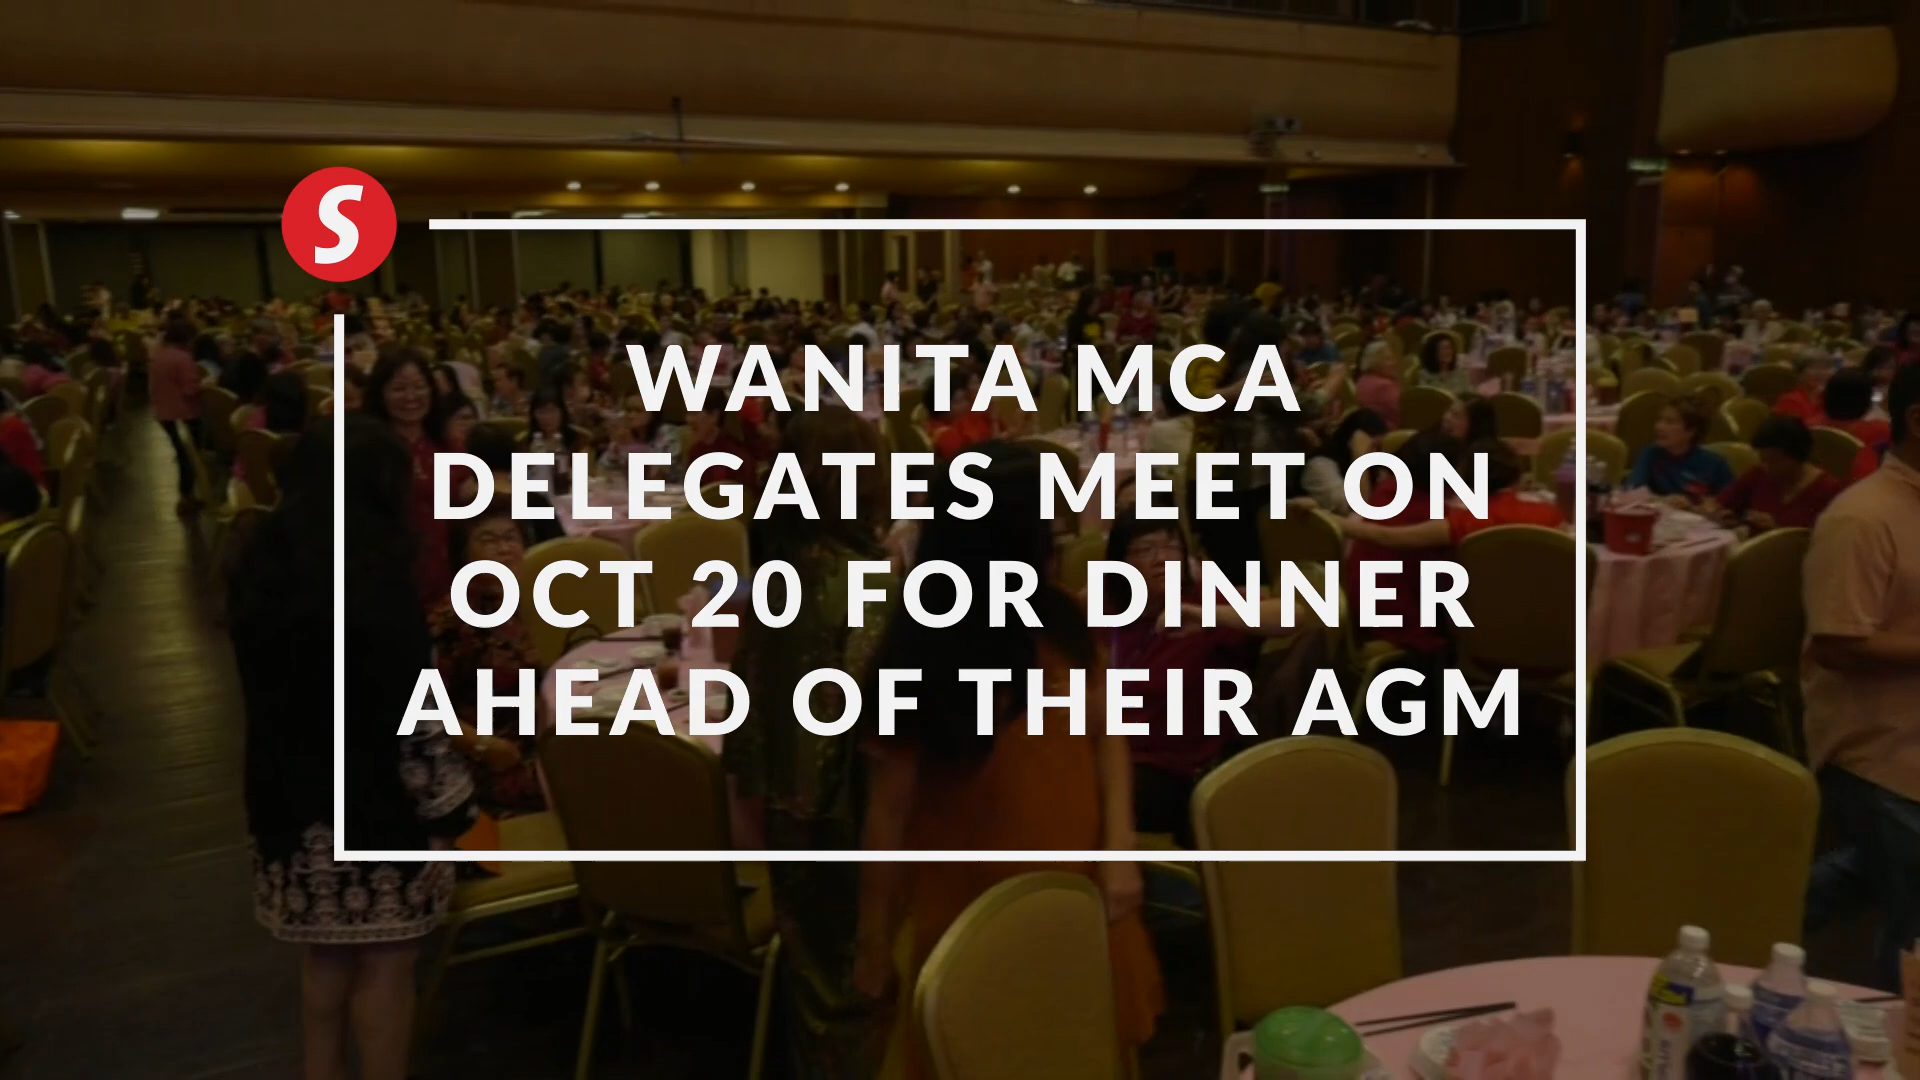 S
WANITA MCA
DELEGATES MEET ON
OCT 20 FOR DINNER
AHEAD OF THEIR AGM